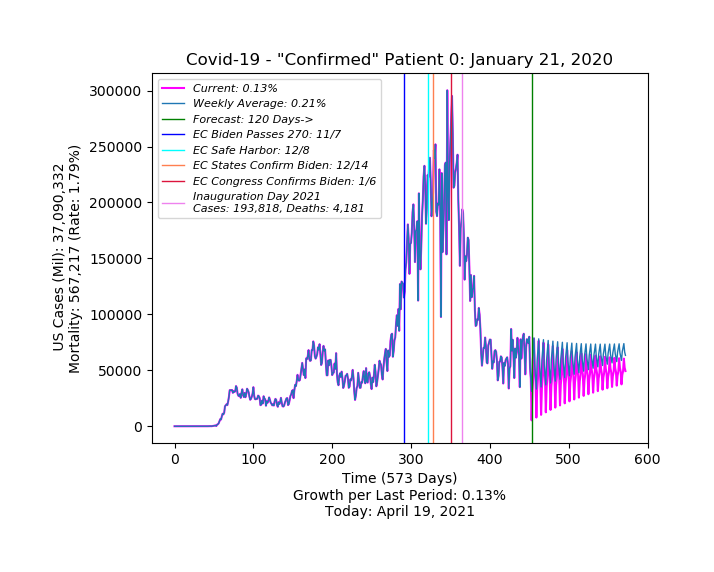 Covid-19 - "Confirmed" Patient 0: January 21, 2020
300000
250000
200000
150000
100000
50000
0
US Cases (Mil): 37,090,332
Mortality: 567,217 (Rate: 1.79%)
Current: 0.13%
Weekly Average: 0.21%
Forecast: 120 Days->
EC Biden Passes 270: 11/7
EC Safe Harbor: 12/8
EC States Confirm Biden: 12/14
EC Congress Confirms Biden: 1/6
Inauguration Day 2021
Cases: 193,818, Deaths: 4,181
0 100 200 300 400 500 600
Time (573 Days)
Growth per Last Period: 0.13%
Today: April 19, 2021